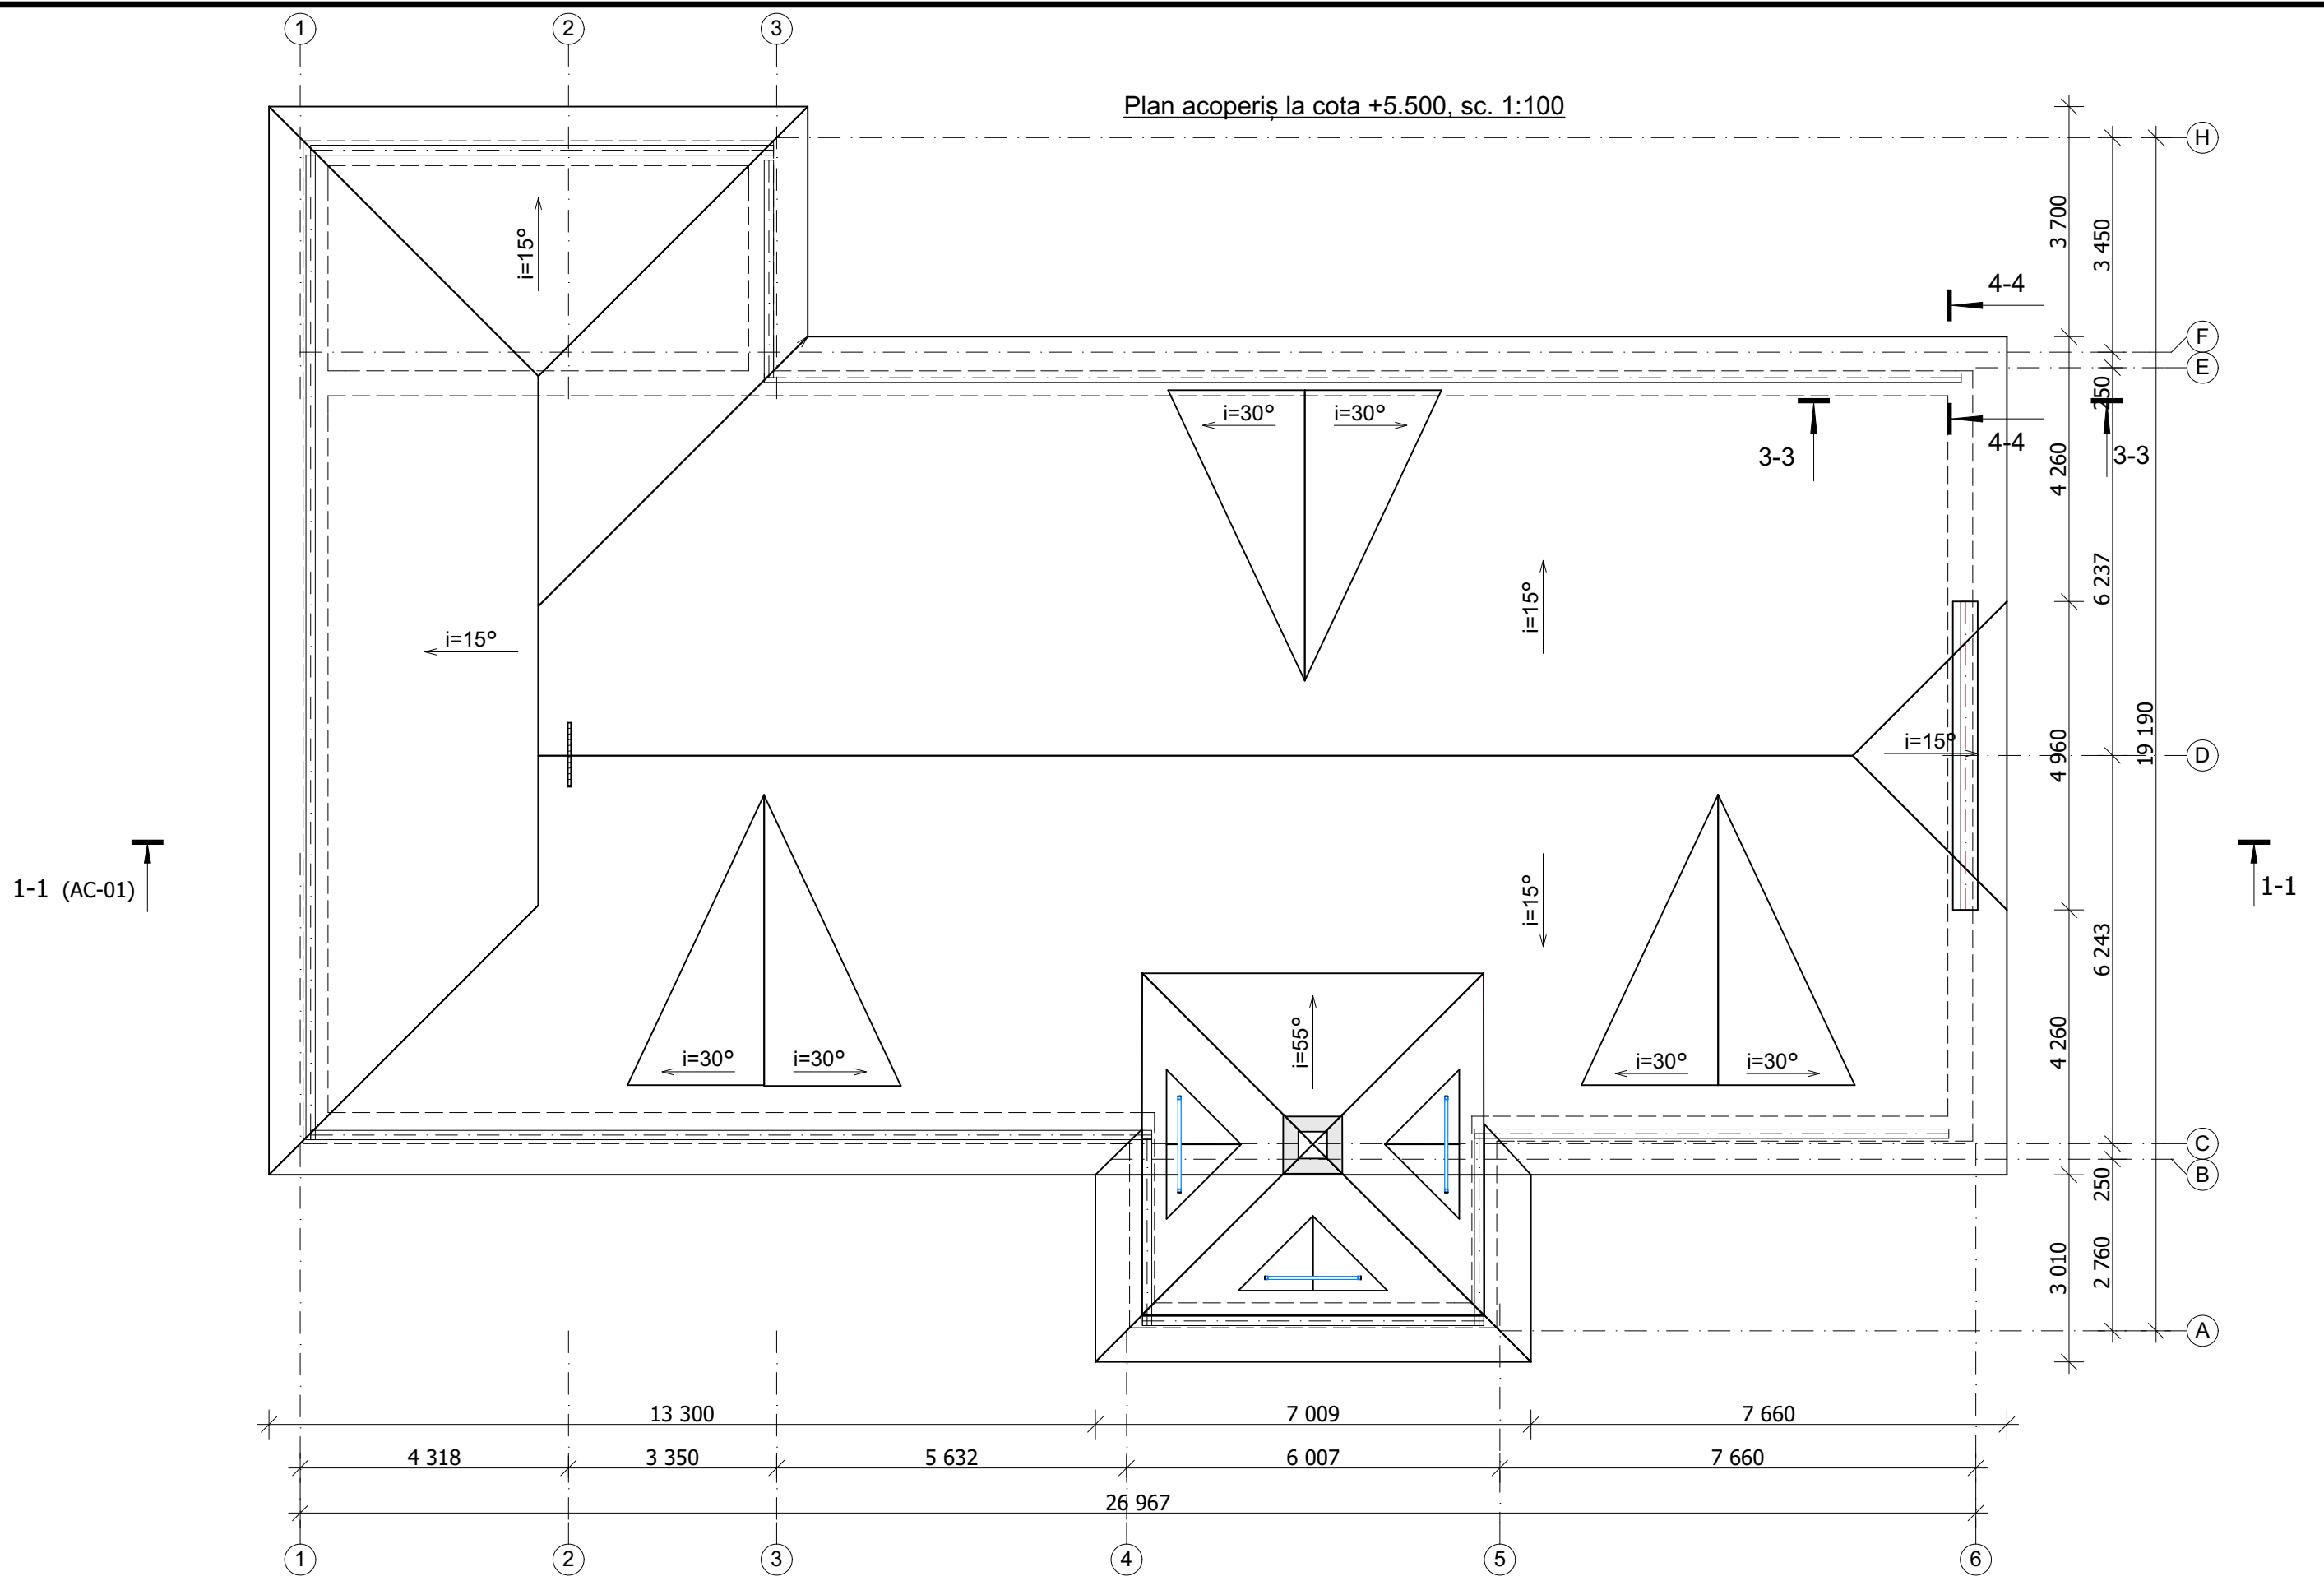 1 2 3
Plan acoperiș la cota +5.500, sc. 1:100
H
3 700
3 450
i=15°
4-4
F
E
250
i=30° i=30°
4-4
3-3 3-3
4 260
6 237
i=15°
i=15°
19 190
i=15°
4 960
D
1-1 (AC-01)
1-1
i=15°
6 243
i=55°
4 260
i=30° i=30°
i=30° i=30°
C
B
250
3 010
2 760
A
13 300 7 009 7 660
4 318 3 350 5 632 6 007 7 660
26 967
1 2 3 4 5 6